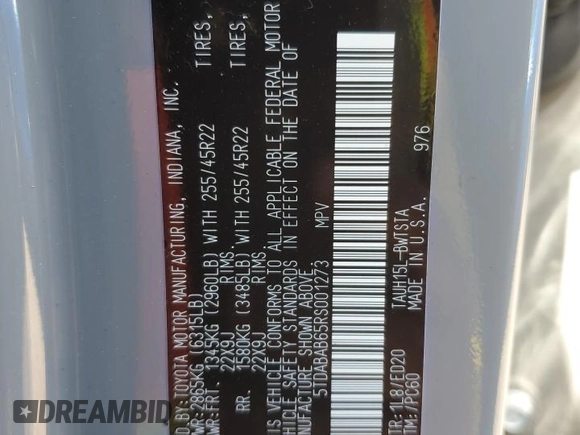 D BY: TOYOTA MOTOR MANUFACTURING, INDIANA, INC.
2885KG (6315LB)
WR:FRT. 1345KG (2960LB) WITH 255/45R22 TIRES,
22X9J RIMS.
RR. 1580KG (3485LB) WITH 255/45R22 TIRES,
22X9J RIMS
IS VEHICLE CONFORMS TO ALL APPLICABLE FEDERAL MOTOR
HICLE SAFETY STANDARDS IN EFFECT ON THE DATE OF
NUFACTURE SHOWN ABOVE.
5TDABAB65RS001273 MPV
976
TR: 1L8/ED20 TAUH15L-BWTSTA
TM: /PC60 MADE IN U.S.A.
DREAMBID
DREAMBID